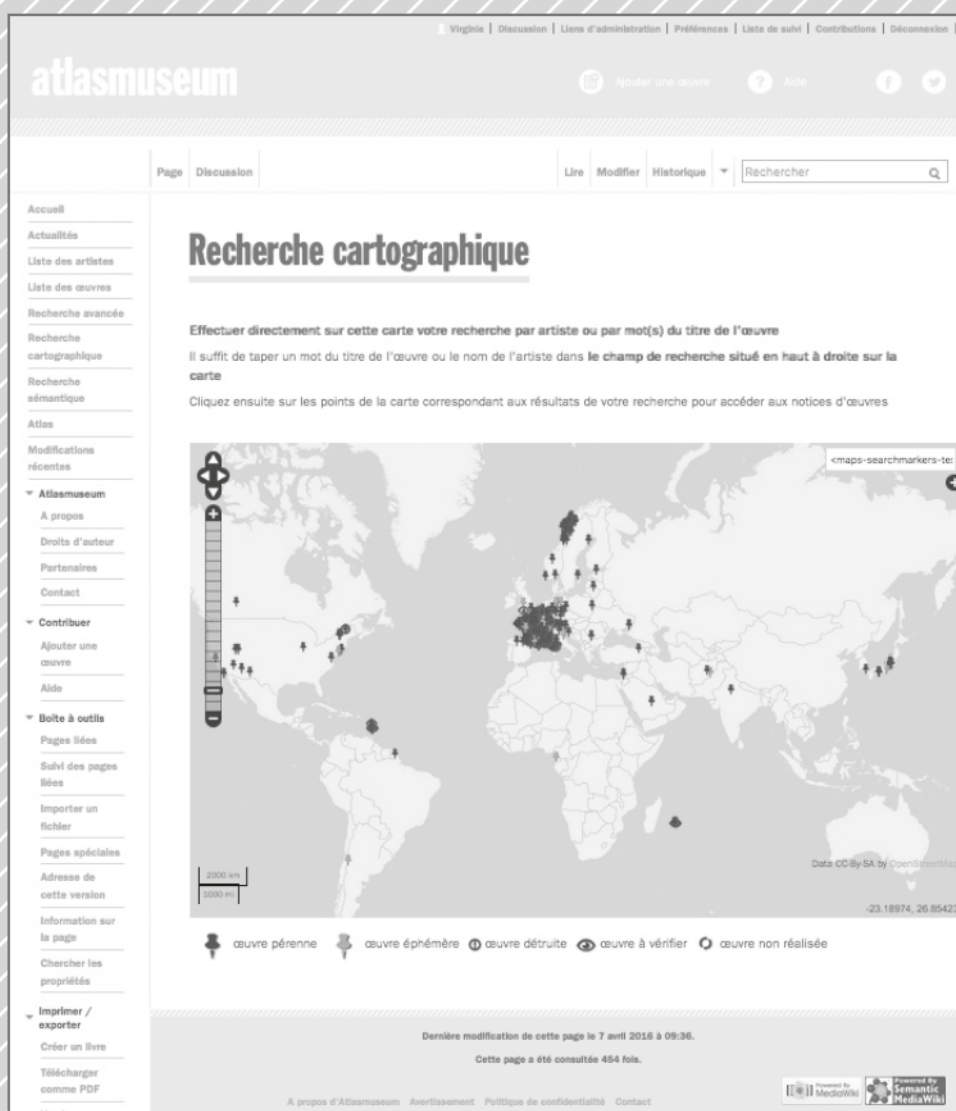 Virginie | Discussion | Liens d'administration | Préférences | Liste de suivi | Contributions | Déconnexion |
atlasmuseum
Ajouter une œuvre
? Aide
Page
Discussion
Lire
Modifier
Historique
Rechercher
Accueil
Actualités
Liste des artistes
Liste des œuvres
Recherche avancée
Recherche
cartographique
Recherche
sémantique
Atlas
Modifications
récentes
Atlasmuseum
A propos
Droits d'auteur
Partenaires
Contact
Contribuer
Ajouter une
œuvre
Aide
Boîte à outils
Pages liées
Suivi des pages
liées
Importer un
fichier
Pages spéciales
Adresse de
cette version
Information sur
la page
Chercher les
propriétés
Imprimer /
exporter
Créer un livre
Télécharger
comme PDF
Recherche cartographique
Effectuer directement sur cette carte votre recherche par artiste ou par mot(s) du titre de l'œuvre
Il suffit de taper un mot du titre de l'œuvre ou le nom de l'artiste dans le champ de recherche situé en haut à droite sur la
carte
Cliquez ensuite sur les points de la carte correspondant aux résultats de votre recherche pour accéder aux notices d'œuvres
<maps-searchmarkers-te
2000 km
1000 mi
Data CC-By-SA by OpenStreetMap
-23.18974, 26.85423
œuvre pérenne
œuvre éphémère
œuvre détruite
œuvre à vérifier
œuvre non réalisée
Dernière modification de cette page le 7 avril 2016 à 09:36.
Cette page a été consultée 454 fois.
A propos d'Atlasmuseum
Avertissement
Politique de confidentialité
Contact
Powered By
MediaWiki
Powered By
Semantic
MediaWiki